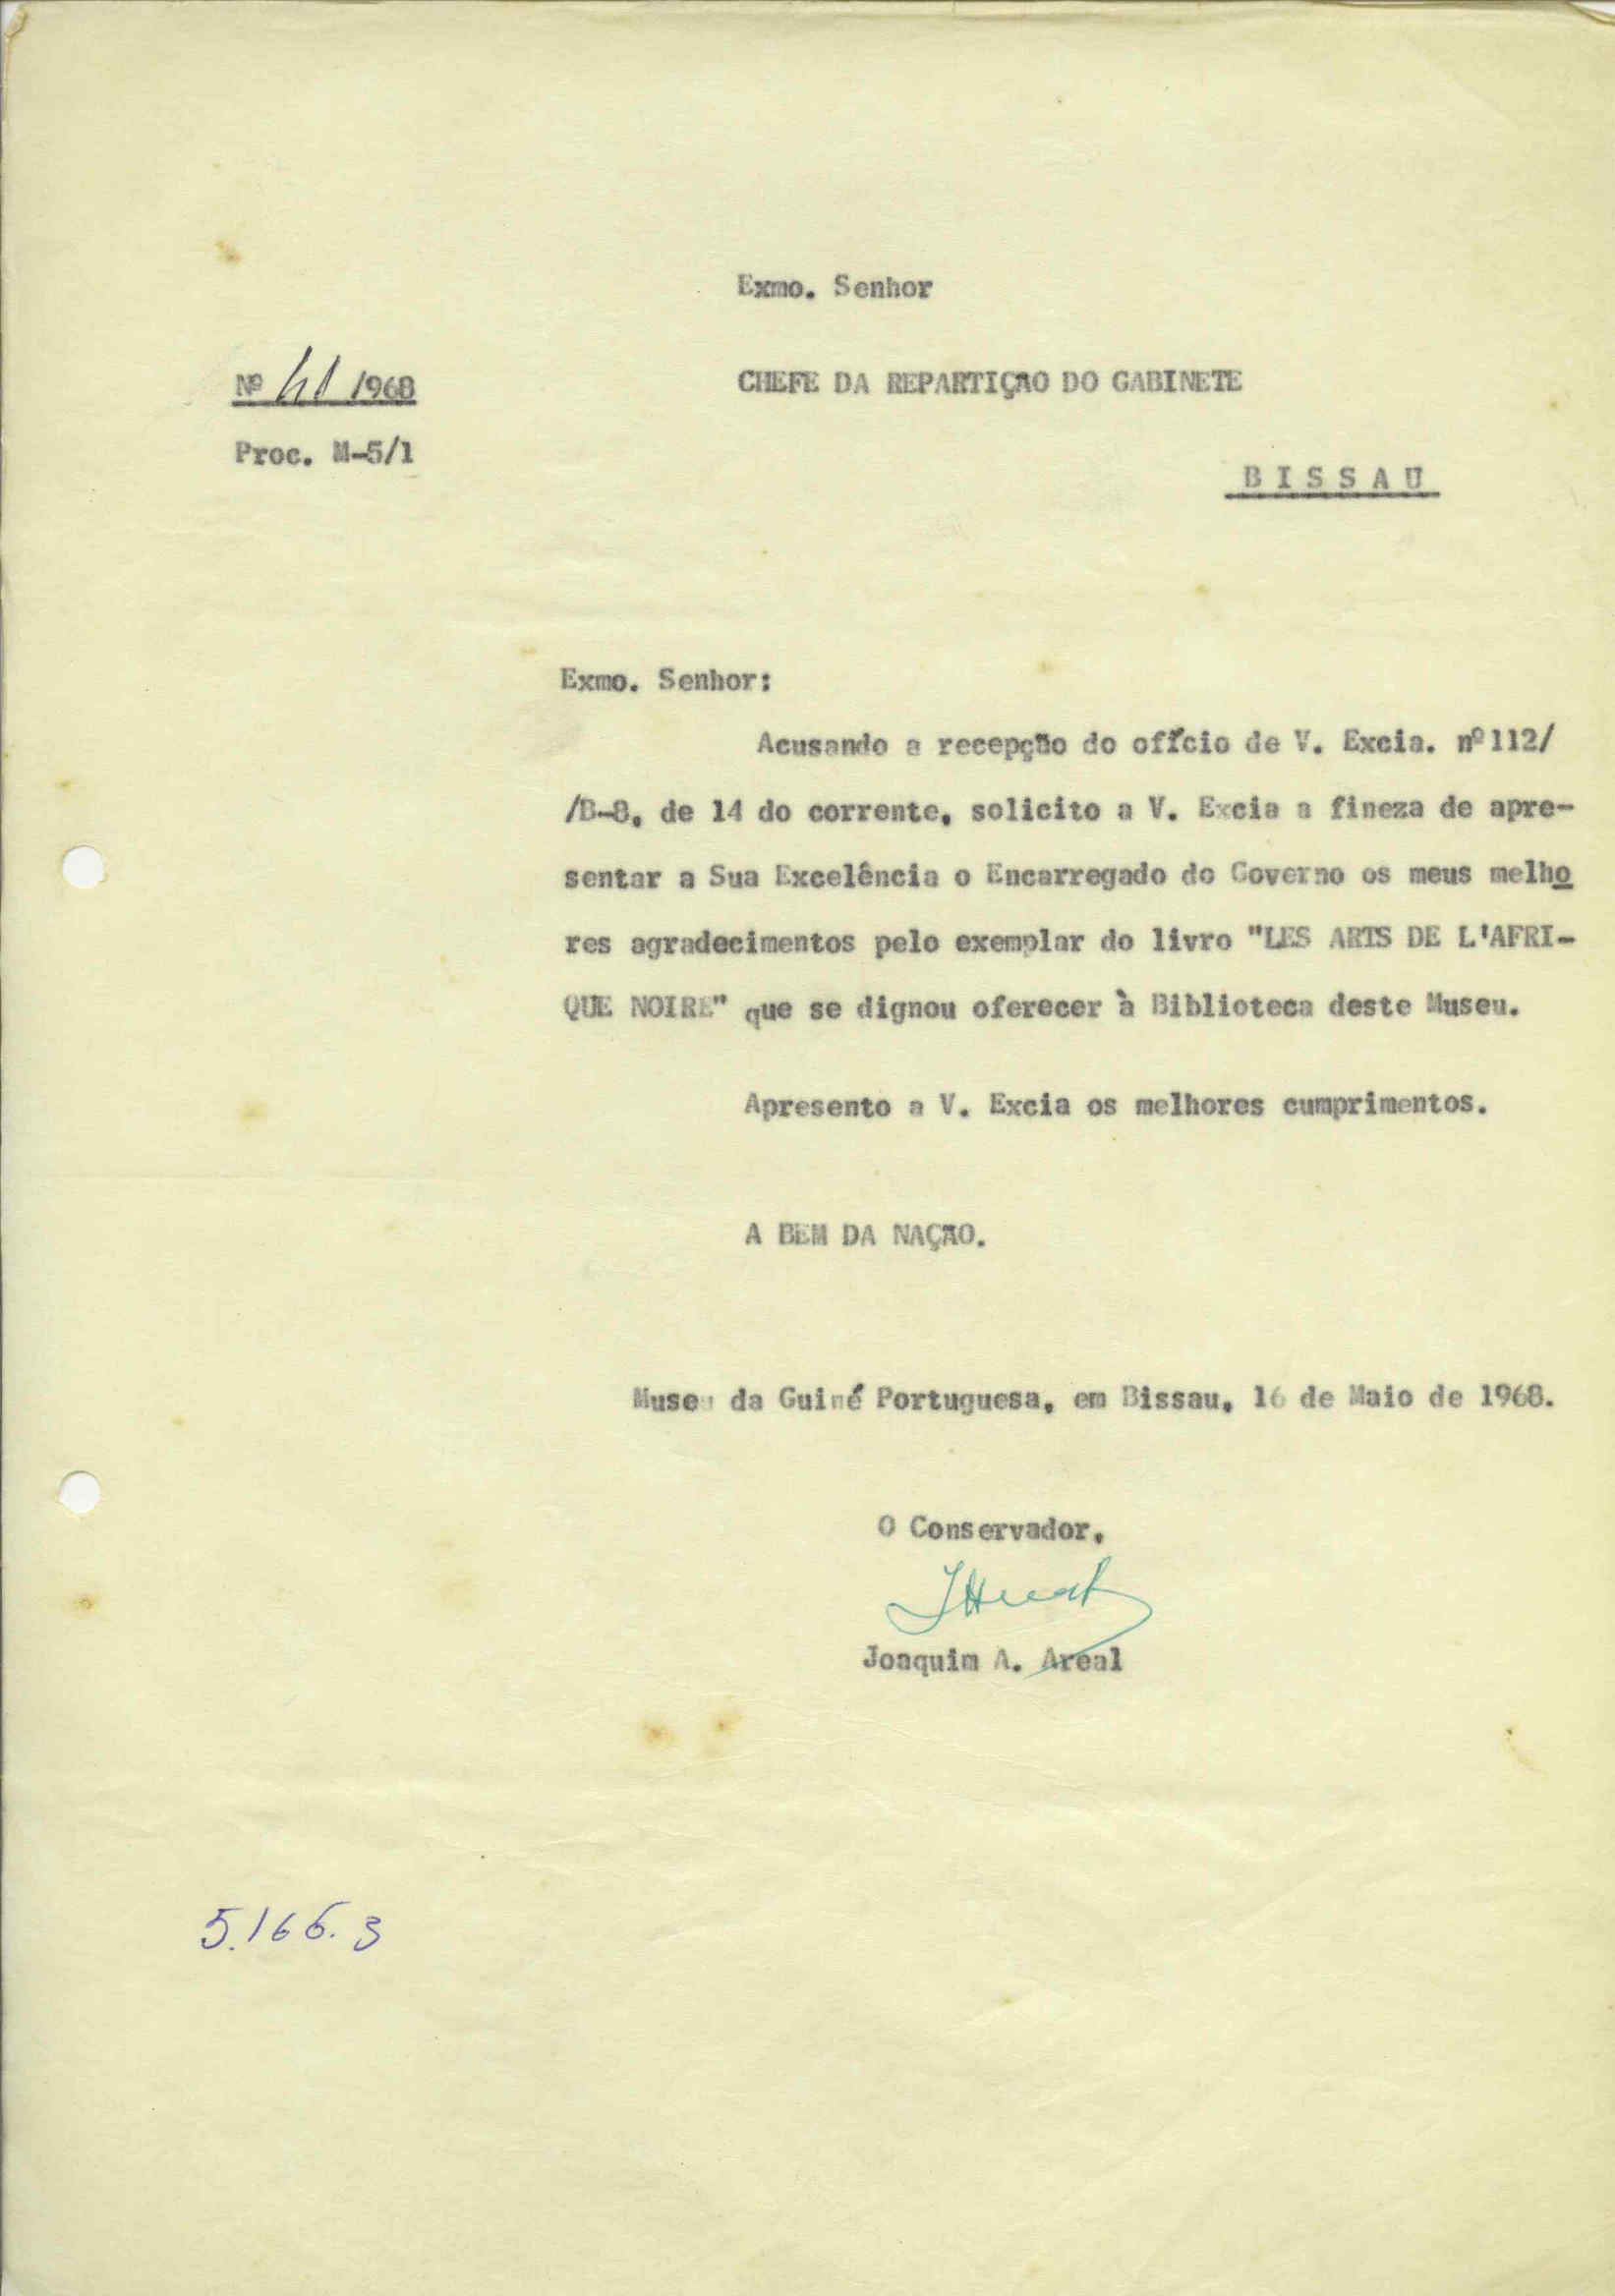 Exmo. Senhor
Nº 41/1968
CHEFE DA REPARTIÇÃO DO GABINETE
Proc. M-5/1
BISSAU
Exmo. Senhor:
Acusando a recepção do ofício de V. Excia. nº112/
/B-8, de 14 do corrente, solicito a V. Excia a fineza de apre-
sentar a Sua Excelência o Encarregado do Governo os meus melho
res agradecimentos pelo exemplar do livro "LES ARTS DE L'AFRI-
QUE NOIRE" que se dignou oferecer à Biblioteca deste Museu.
Apresento a V. Excia os melhores cumprimentos.
A BEM DA NAÇÃO.
Museu da Guiné Portuguesa, em Bissau, 16 de Maio de 1968.
O Conservador,
Joaquim A. Areal
5.166.3